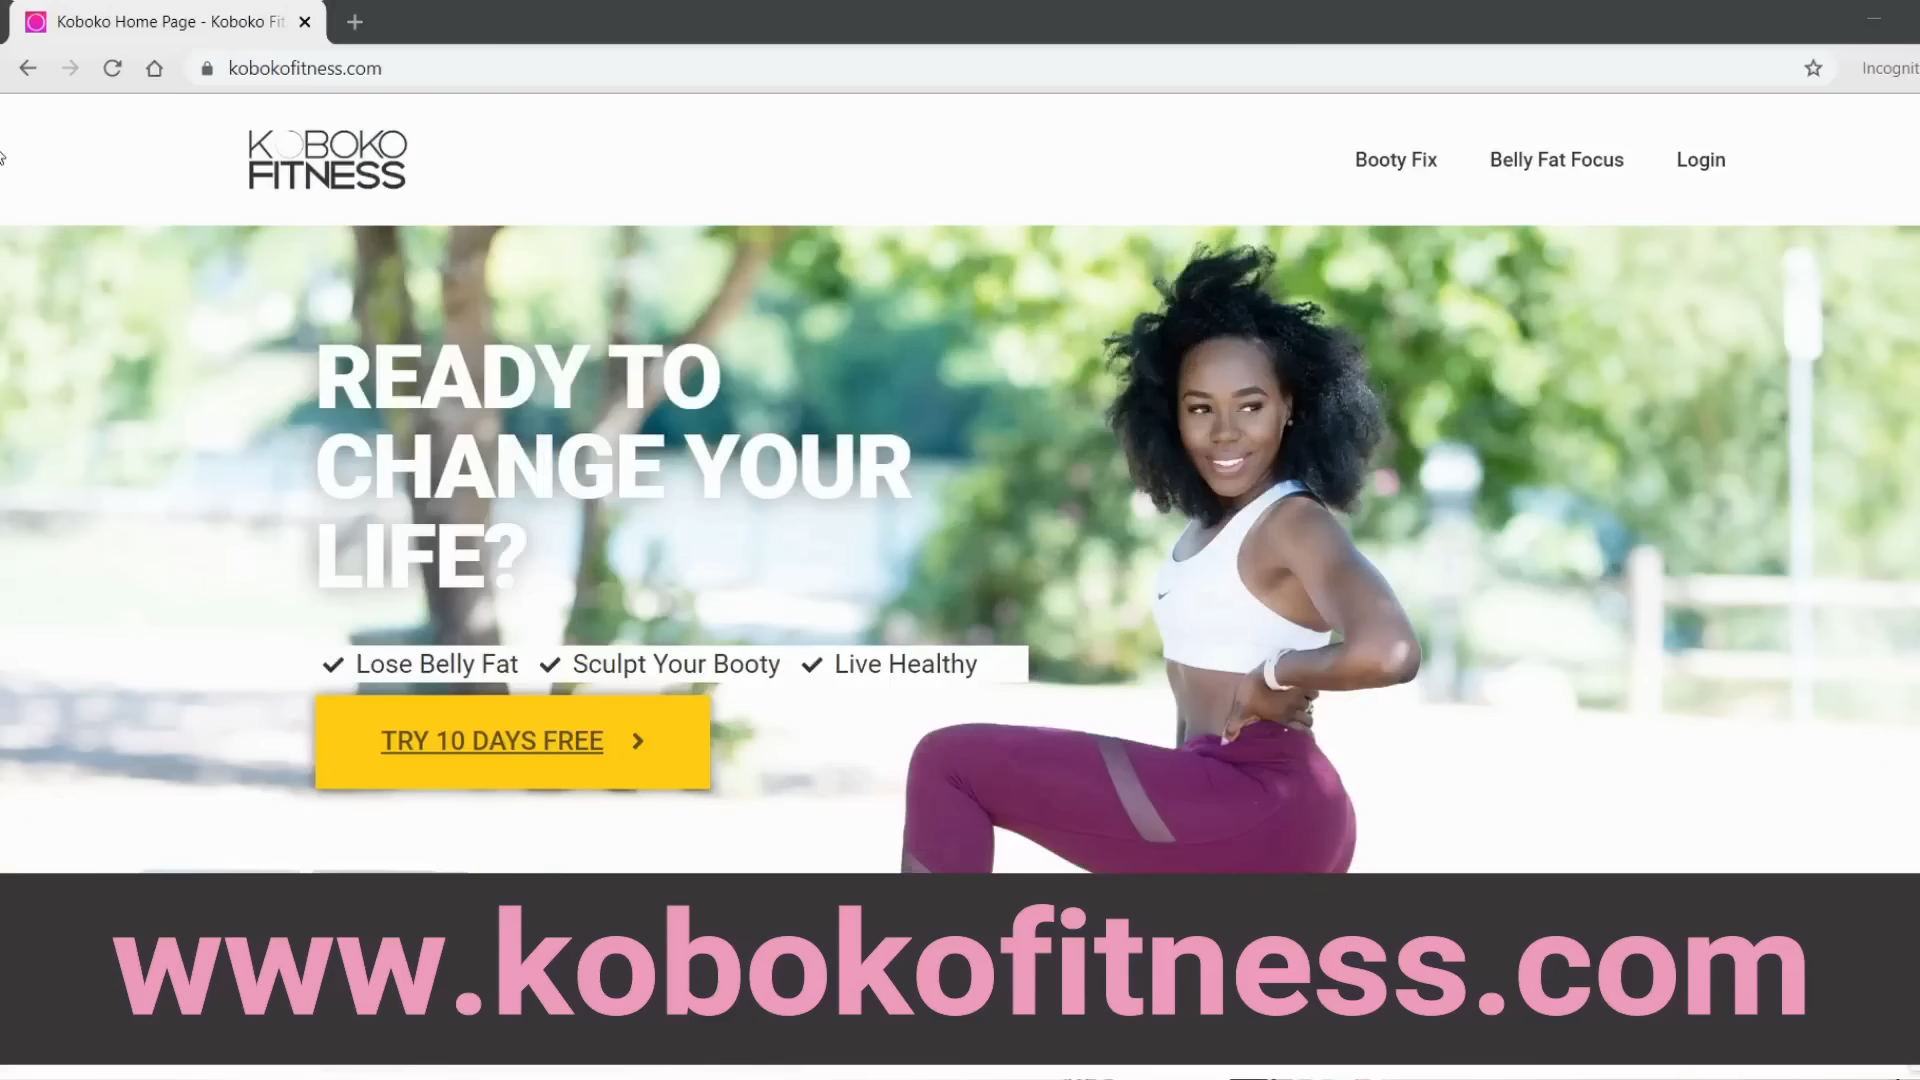 Koboko Home Page - Koboko Fit
kobokofitness.com
Incognit
KOBOKO
FITNESS
Booty Fix
Belly Fat Focus
Login
READY TO
CHANGE YOUR
LIFE?
Lose Belly Fat
Sculpt Your Booty
Live Healthy
TRY 10 DAYS FREE
www.kobokofitness.com